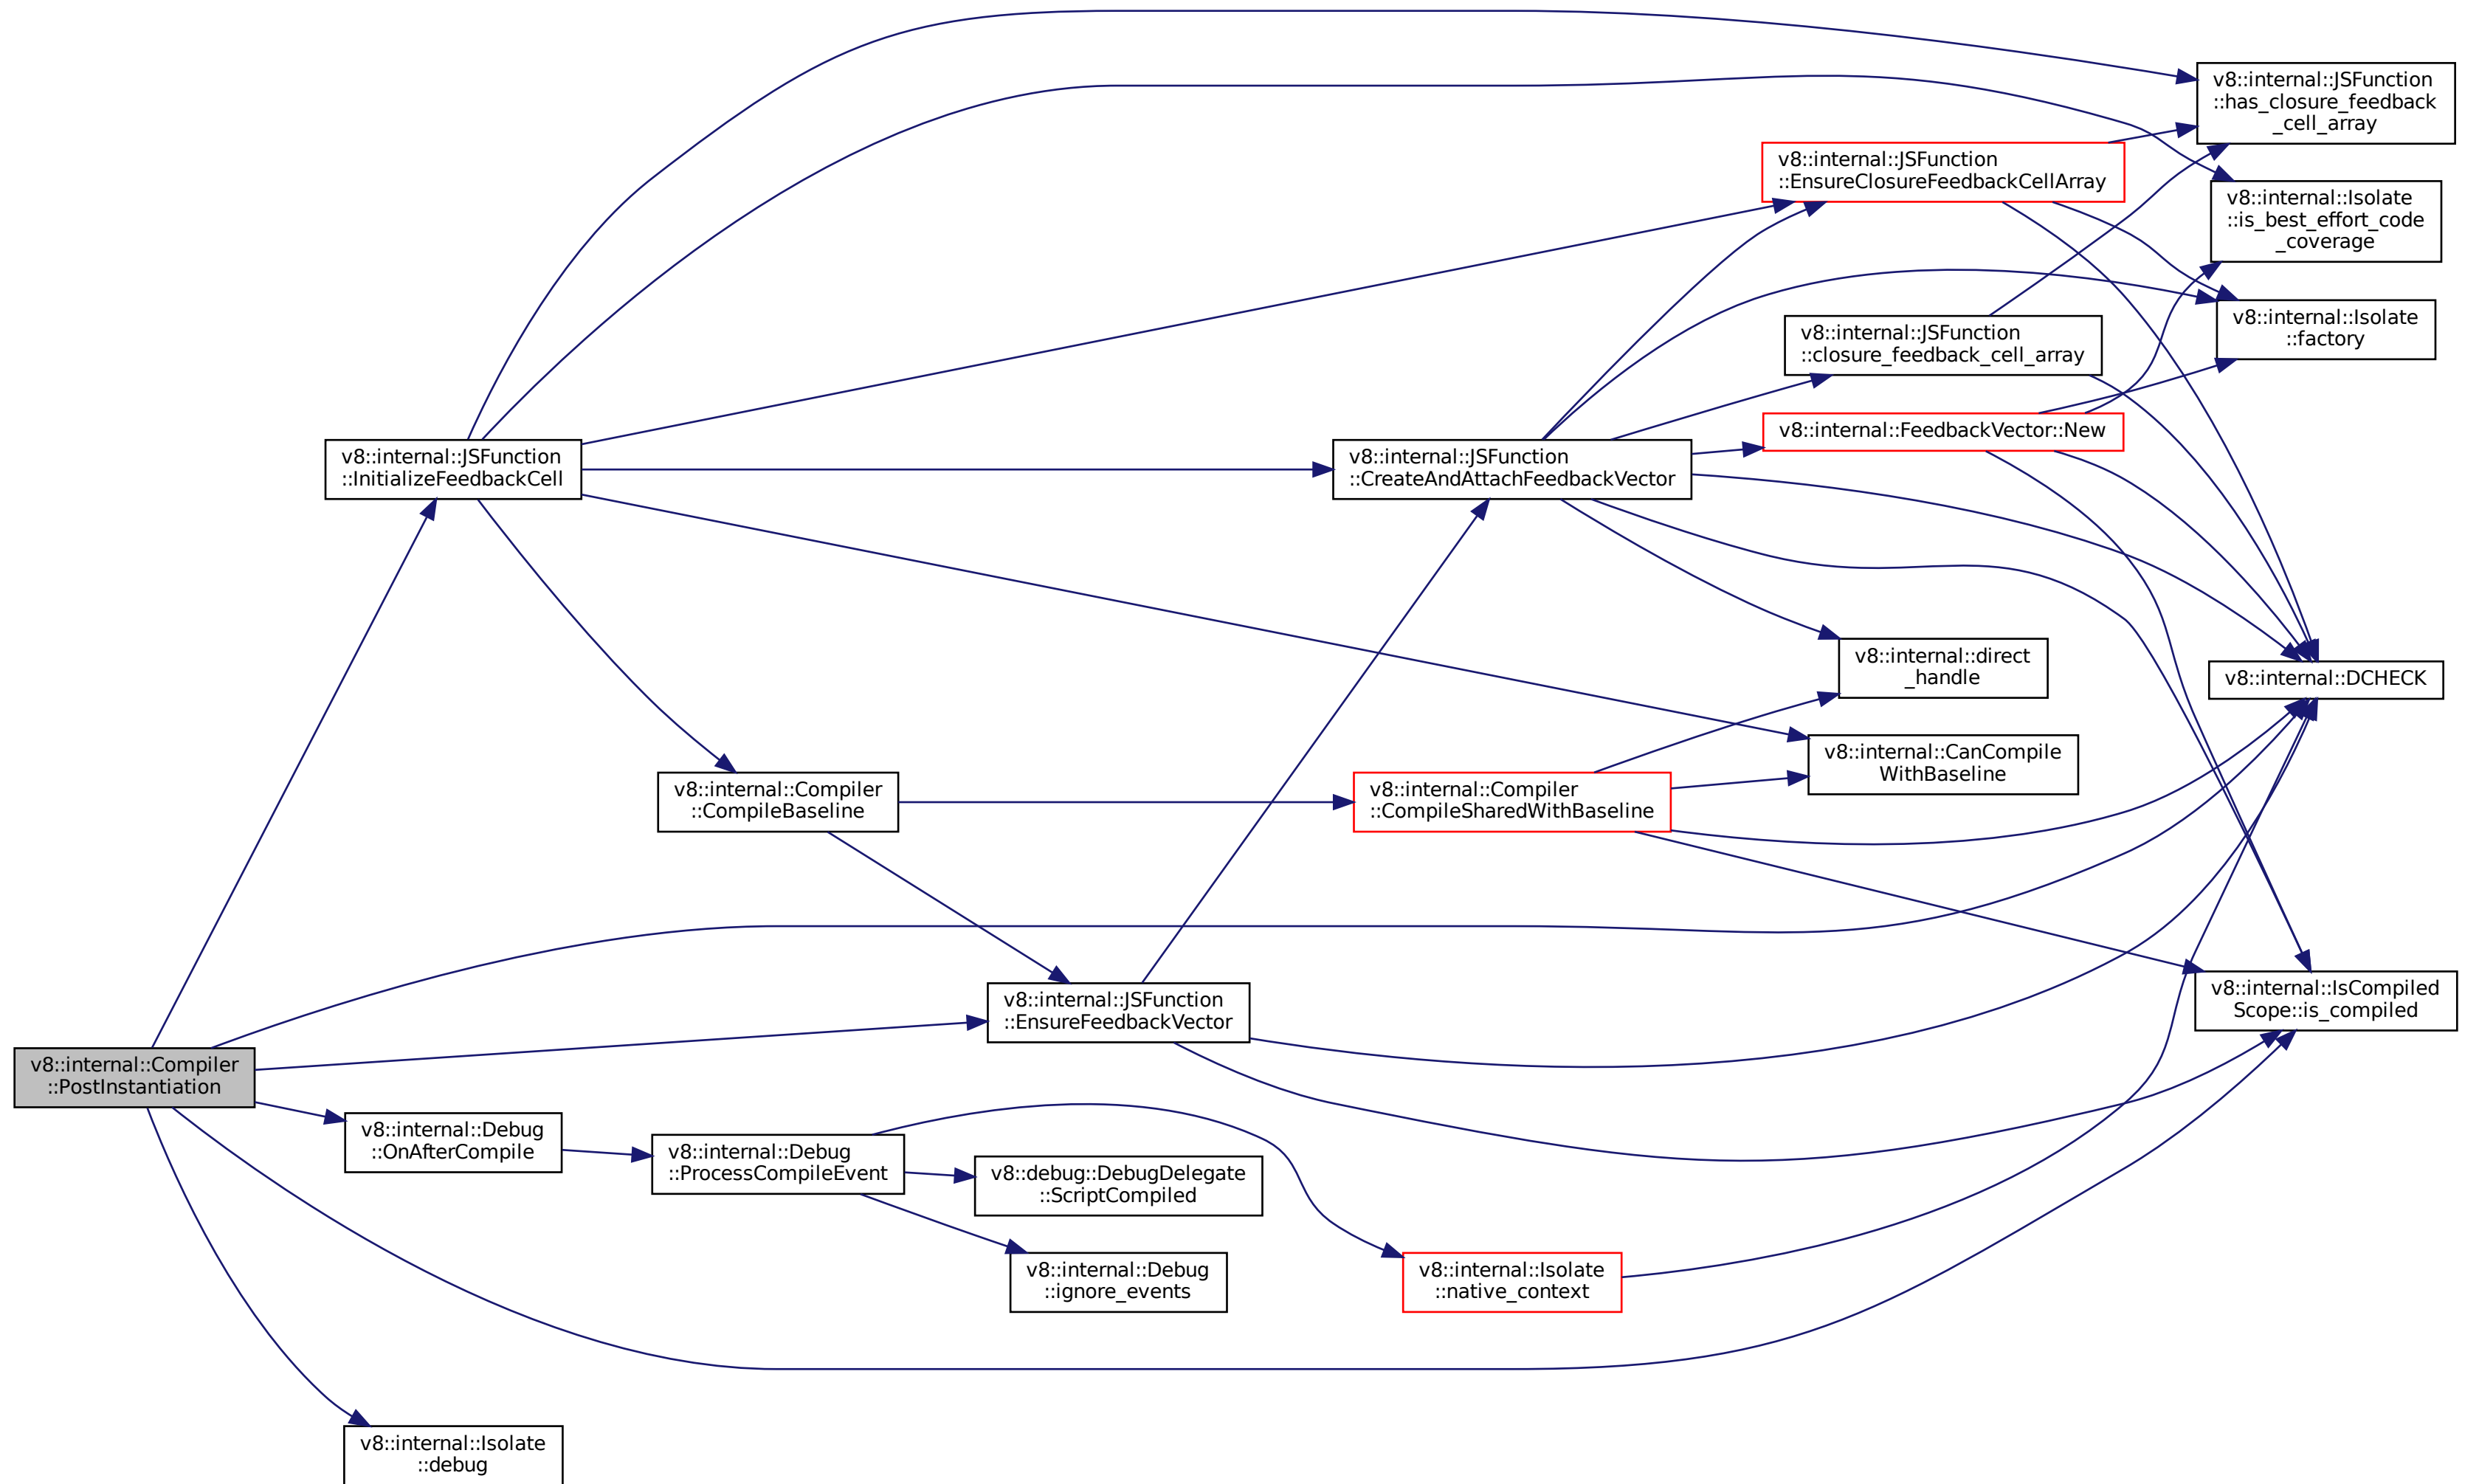 v8::internal::JSFunction
::has_closure_feedback
_cell_array
v8::internal::JSFunction
::EnsureClosureFeedbackCellArray
v8::internal::Isolate
::is_best_effort_code
_coverage
v8::internal::Isolate
::factory
v8::internal::JSFunction
::closure_feedback_cell_array
v8::internal::FeedbackVector::New
v8::internal::JSFunction
::InitializeFeedbackCell
v8::internal::JSFunction
::CreateAndAttachFeedbackVector
v8::internal::direct
_handle
v8::internal::DCHECK
v8::internal::CanCompile
WithBaseline
v8::internal::Compiler
::CompileBaseline
v8::internal::Compiler
::CompileSharedWithBaseline
v8::internal::JSFunction
::EnsureFeedbackVector
v8::internal::IsCompiled
Scope::is_compiled
v8::internal::Compiler
::PostInstantiation
v8::internal::Debug
::OnAfterCompile
v8::internal::Debug
::ProcessCompileEvent
v8::debug::DebugDelegate
::ScriptCompiled
v8::internal::Debug
::ignore_events
v8::internal::Isolate
::native_context
v8::internal::Isolate
::debug